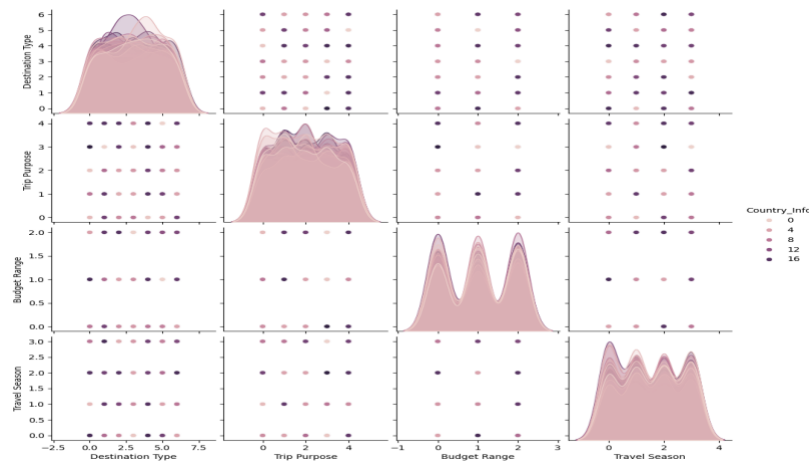 Destination Type
6
5
4
3
2
1
0
Trip Purpose
4
3
2
1
0
Budget Range
2.0
1.5
1.0
0.5
0.0
Travel Season
3.0
2.5
2.0
1.5
1.0
0.5
0.0
−2.5 0.0 2.5 5.0 7.5
Destination Type
0 2 4
Trip Purpose
−1 0 1 2 3
Budget Range
0 2 4
Travel Season
Country_Info
0
4
8
12
16